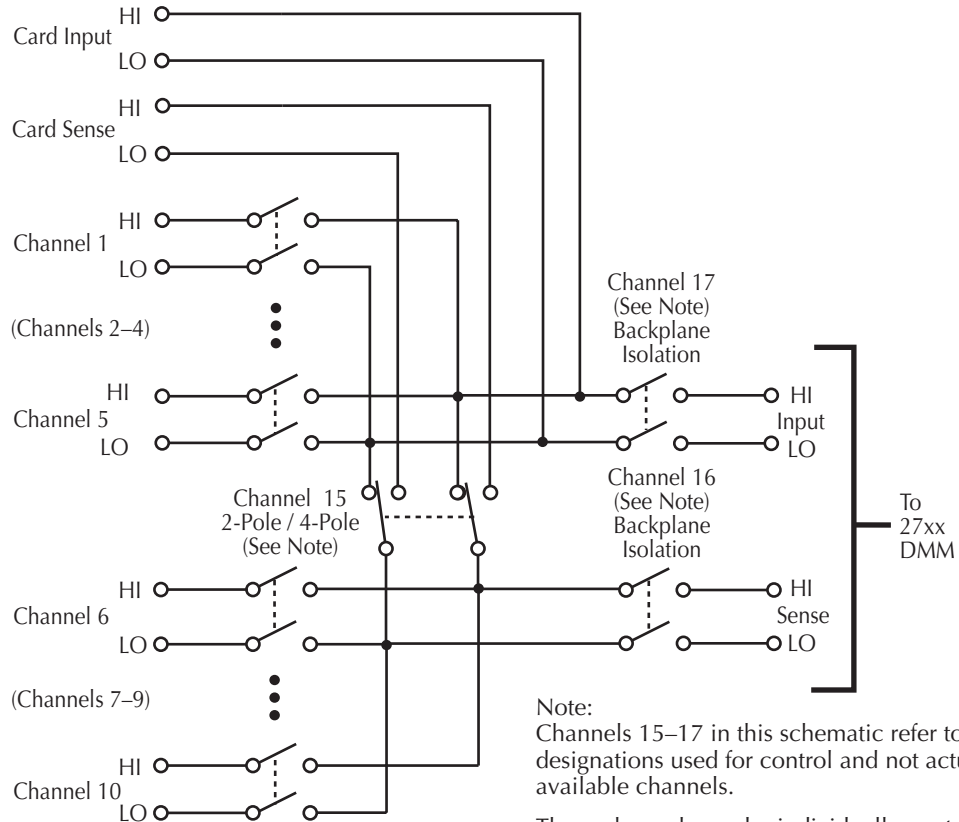 HI
Card Input
LO
HI
Card Sense
LO
HI
Channel 1
LO
(Channels 2–4)
HI
Channel 5
LO
Channel 17
(See Note)
Backplane
Isolation
HI
Input
LO
Channel 15
2-Pole / 4-Pole
(See Note)
Channel 16
(See Note)
Backplane
Isolation
To
27xx
DMM
HI
Channel 6
LO
HI
Sense
LO
(Channels 7–9)
HI
Channel 10
LO
Note:
Channels 15–17 in this schematic refer to
designations used for control and not
available channels.